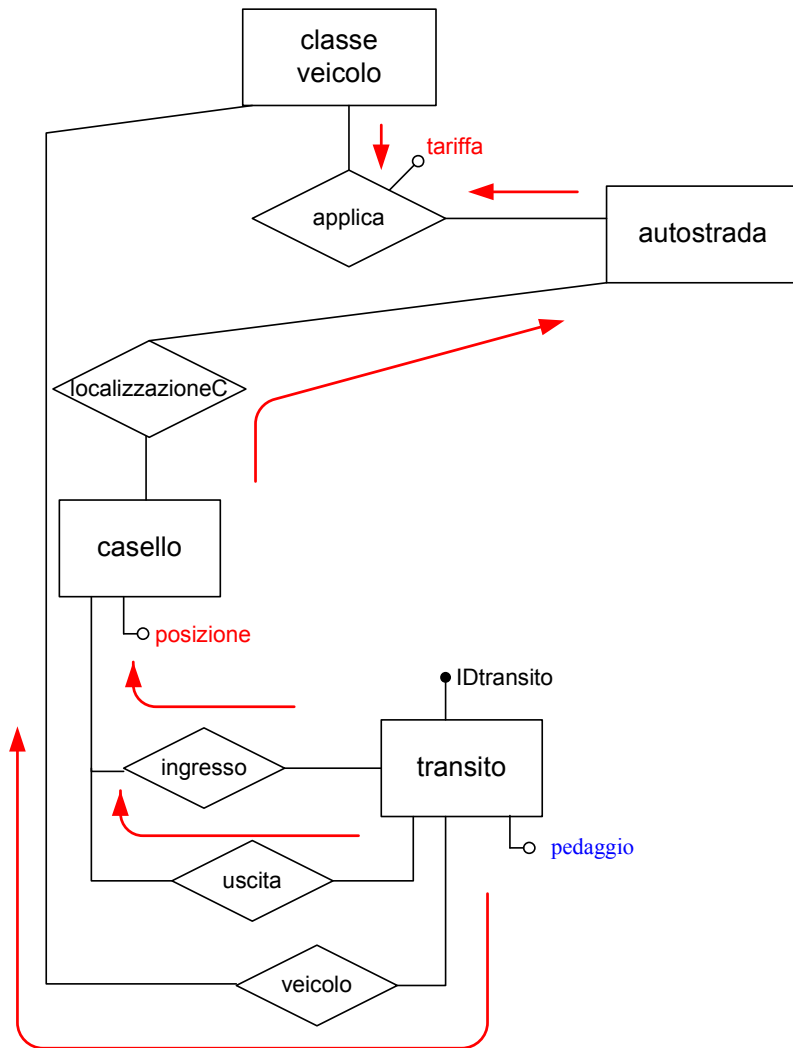 classe
veicolo
tariffa
applica
autostrada
localizzazioneC
casello
posizione
IDtransito
ingresso
transito
pedaggio
uscita
veicolo